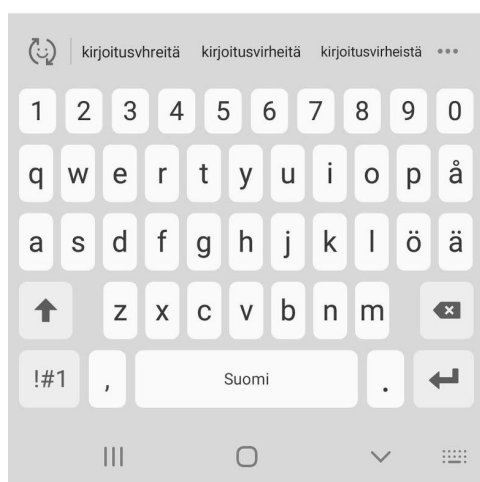 kirjoitusvhreitä kirjoitusvirheitä kirjoitusvirheistä
1 2 3 4 5 6 7 8 9 0
q w e r t y u i o p å
a s d f g h j k l ö ä
z x c v b n m
!#1 , Suomi .